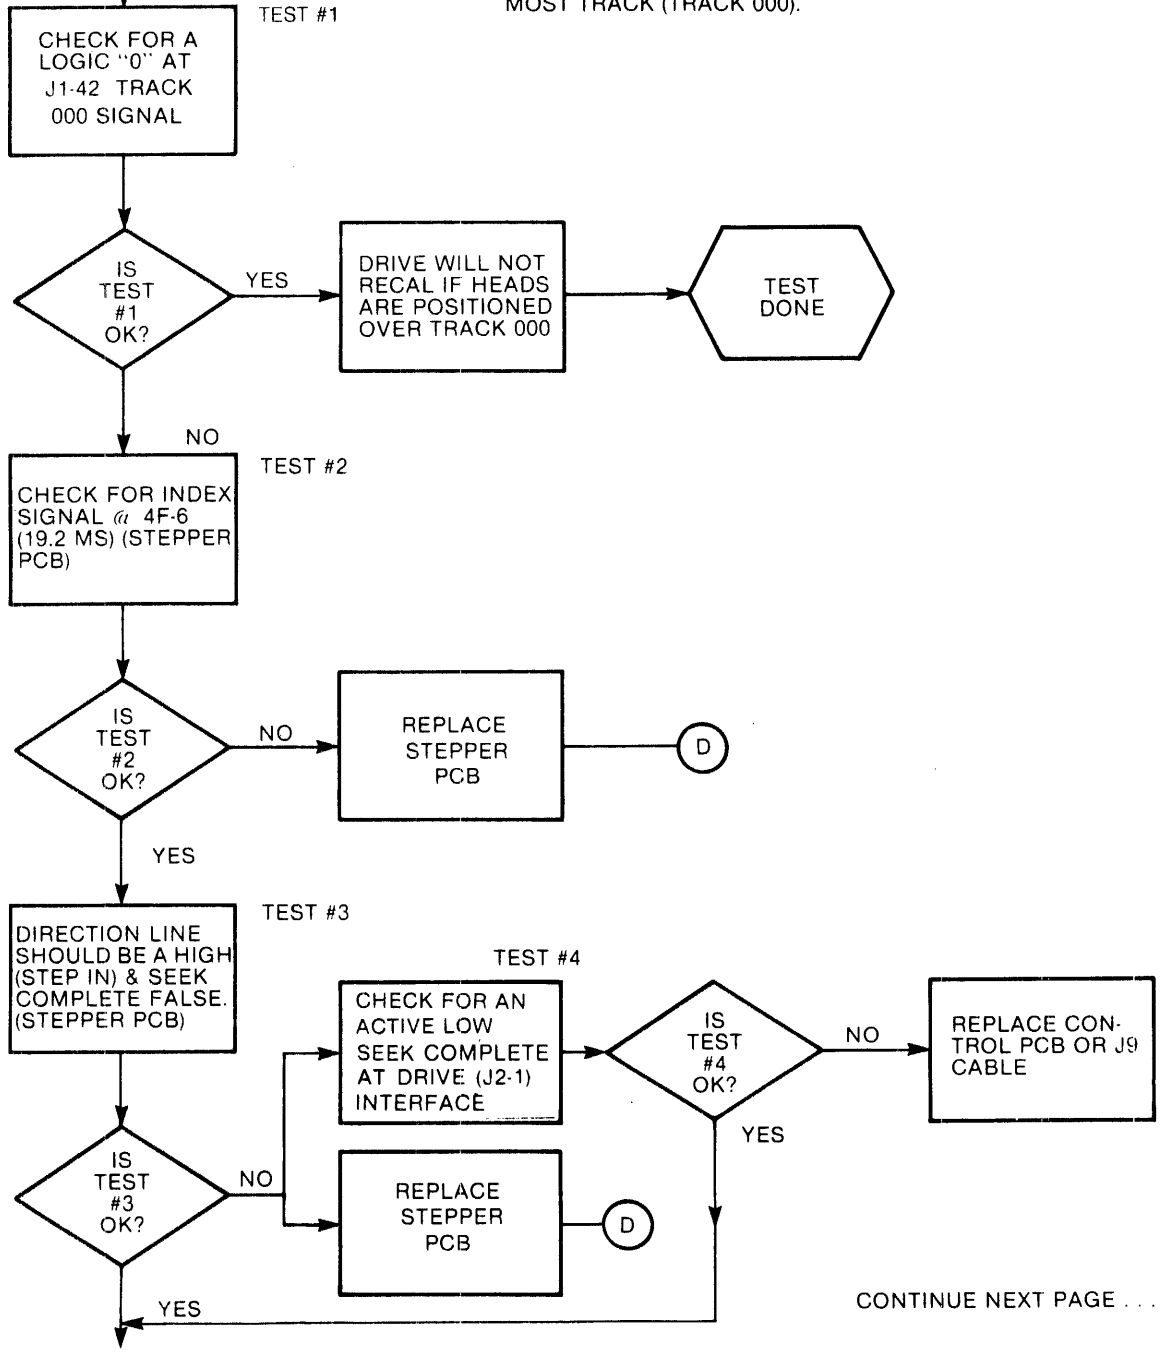 TEST #1
MOST TRACK (TRACK 000).
CHECK FOR A
LOGIC "0" AT
J1-42 TRACK
000 SIGNAL
IS
TEST
#1
OK?
YES
DRIVE WILL NOT
RECAL IF HEADS
ARE POSITIONED
OVER TRACK 000
TEST
DONE
NO
TEST #2
CHECK FOR INDEX
SIGNAL @ 4F-6
(19.2 MS) (STEPPER
PCB)
IS
TEST
#2
OK?
NO
REPLACE
STEPPER
PCB
D
YES
TEST #3
DIRECTION LINE
SHOULD BE A HIGH
(STEP IN) & SEEK
COMPLETE FALSE.
(STEPPER PCB)
TEST #4
CHECK FOR AN
ACTIVE LOW
SEEK COMPLETE
AT DRIVE (J2-1)
INTERFACE
IS
TEST
#4
OK?
NO
REPLACE CON-
TROL PCB OR J9
CABLE
YES
IS
TEST
#3
OK?
NO
REPLACE
STEPPER
PCB
D
YES
CONTINUE NEXT PAGE . . .